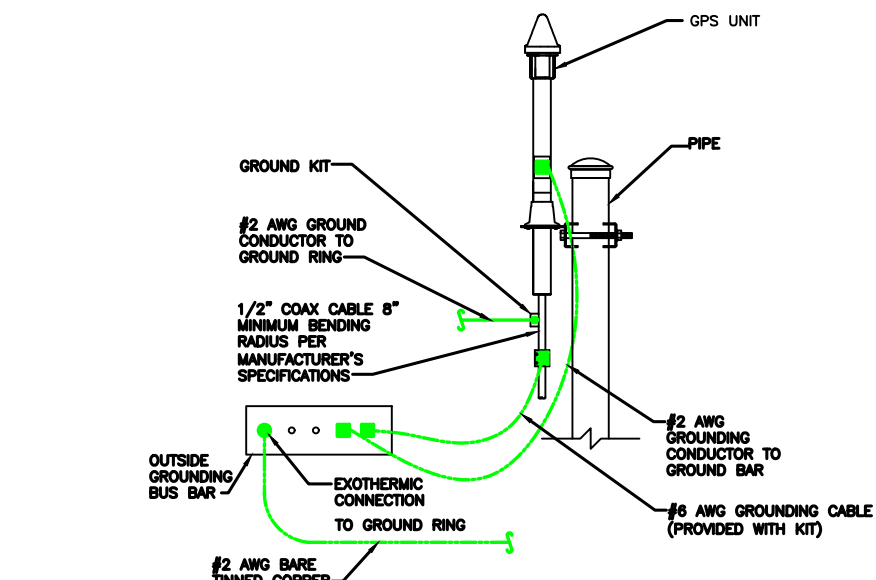 GPS UNIT
PIPE
GROUND KIT
#2 AWG GROUND
CONDUCTOR TO
GROUND RING
1/2" COAX CABLE 8"
MINIMUM BENDING
RADIUS PER
MANUFACTURER'S
SPECIFICATIONS
#2 AWG
GROUNDING
CONDUCTOR TO
GROUND BAR
OUTSIDE
GROUNDING
BUS BAR
EXOTHERMIC
CONNECTION
TO GROUND RING
#6 AWG GROUNDING CABLE
(PROVIDED WITH KIT)
#2 AWG BARE
TINNED COPPER